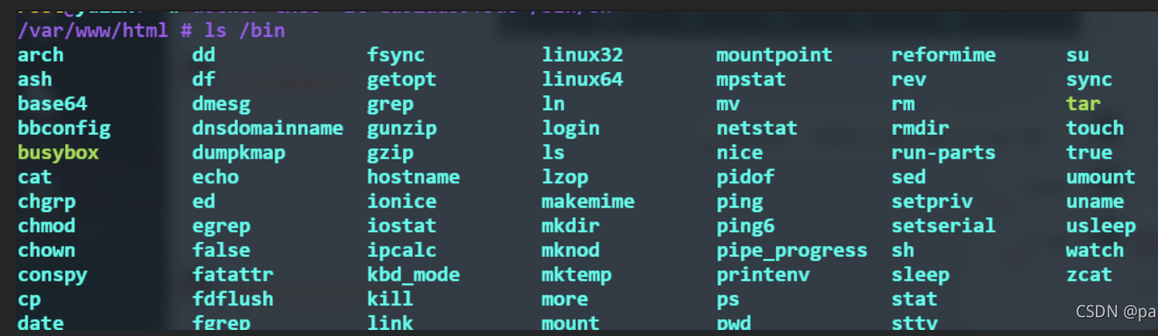 /var/www/html # ls /bin
arch dd fsync linux32 mountpoint reformime su
ash df getopt linux64 mpstat rev sync
base64 dmesg grep ln mv rm tar
bbconfig dnsdomainname gunzip login netstat rmdir touch
busybox dumpkmap gzip ls nice run-parts true
cat echo hostname lzop pidof sed umount
chgrp ed ionice makemime ping setpriv uname
chmod egrep iostat mkdir ping6 setserial usleep
chown false ipcalc mknod pipe_progress sh watch
conspy fatattr kbd_mode mktemp printenv sleep zcat
cp fdflush kill more ps stat
date fgrep link mount pwd stty
CSDN @pa